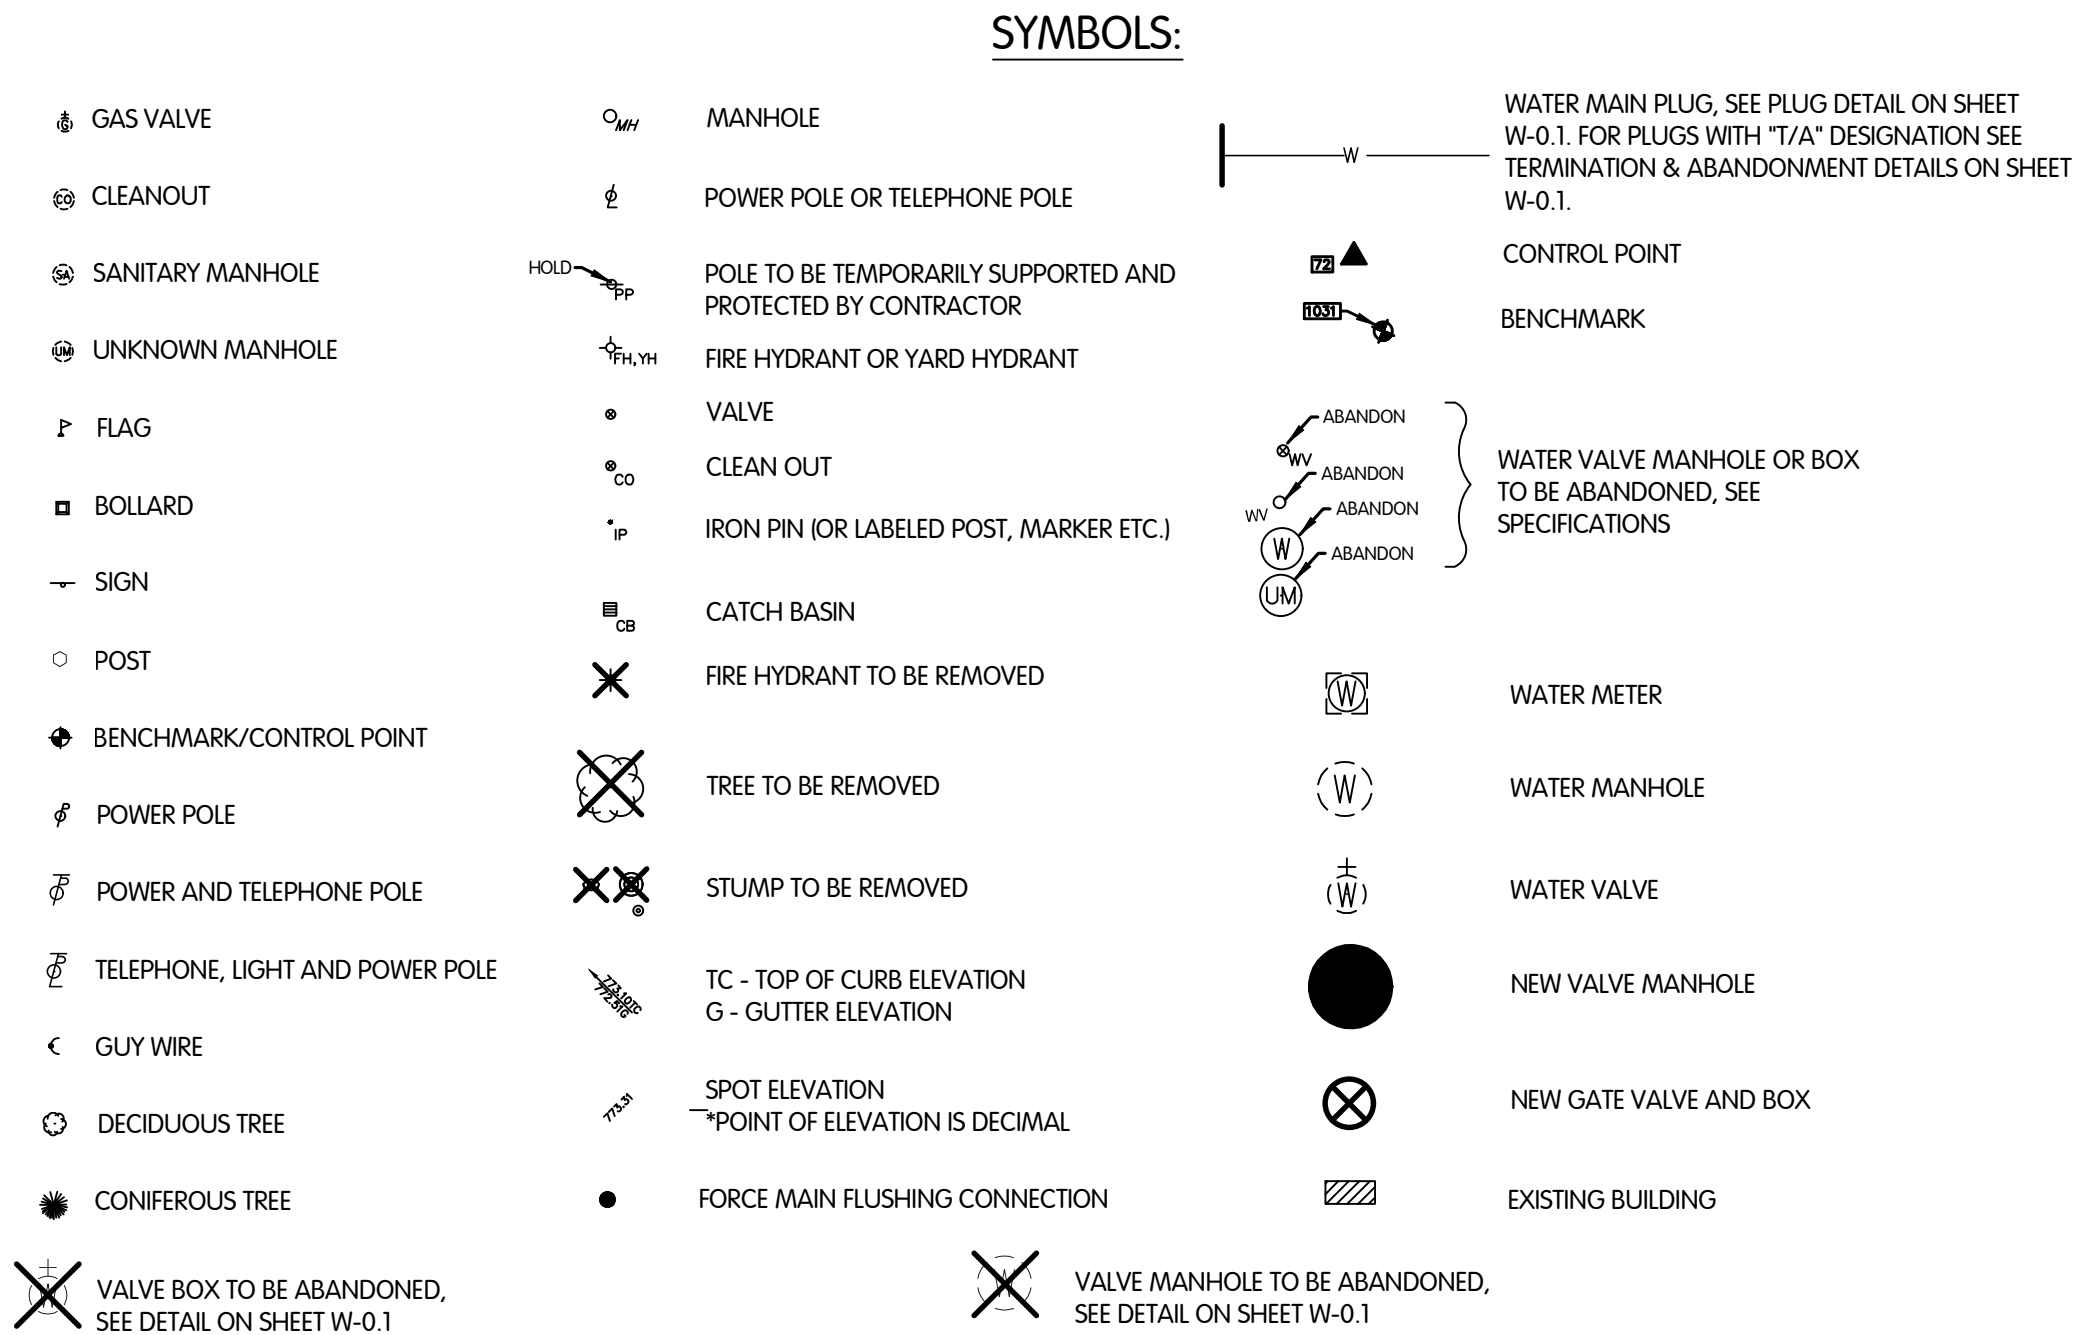 SYMBOLS:
G GAS VALVE
CO CLEANOUT
SA SANITARY MANHOLE
UM UNKNOWN MANHOLE
FLAG
BOLLARD
SIGN
POST
BENCHMARK/CONTROL POINT
P POWER POLE
TP POWER AND TELEPHONE POLE
TP TELEPHONE, LIGHT AND POWER POLE
GUY WIRE
DECIDUOUS TREE
CONIFEROUS TREE
W VALVE BOX TO BE ABANDONED,
SEE DETAIL ON SHEET W-0.1
MH MANHOLE
POWER POLE OR TELEPHONE POLE
HOLD
PP
POLE TO BE TEMPORARILY SUPPORTED AND
PROTECTED BY CONTRACTOR
FH, YH FIRE HYDRANT OR YARD HYDRANT
VALVE
CO CLEAN OUT
IP IRON PIN (OR LABELED POST, MARKER ETC.)
CB CATCH BASIN
FIRE HYDRANT TO BE REMOVED
TREE TO BE REMOVED
STUMP TO BE REMOVED
773.10TC
772.51G
TC - TOP OF CURB ELEVATION
G - GUTTER ELEVATION
773.31
SPOT ELEVATION
*POINT OF ELEVATION IS DECIMAL
FORCE MAIN FLUSHING CONNECTION
W VALVE MANHOLE TO BE ABANDONED,
SEE DETAIL ON SHEET W-0.1
W
WATER MAIN PLUG, SEE PLUG DETAIL ON SHEET
W-0.1. FOR PLUGS WITH "T/A" DESIGNATION SEE
TERMINATION & ABANDONMENT DETAILS ON SHEET
W-0.1.
72 CONTROL POINT
1031 BENCHMARK
ABANDON
WV
ABANDON
WV
ABANDON
W
ABANDON
UM
WATER VALVE MANHOLE OR BOX
TO BE ABANDONED, SEE
SPECIFICATIONS
W WATER METER
W WATER MANHOLE
W WATER VALVE
NEW VALVE MANHOLE
NEW GATE VALVE AND BOX
EXISTING BUILDING